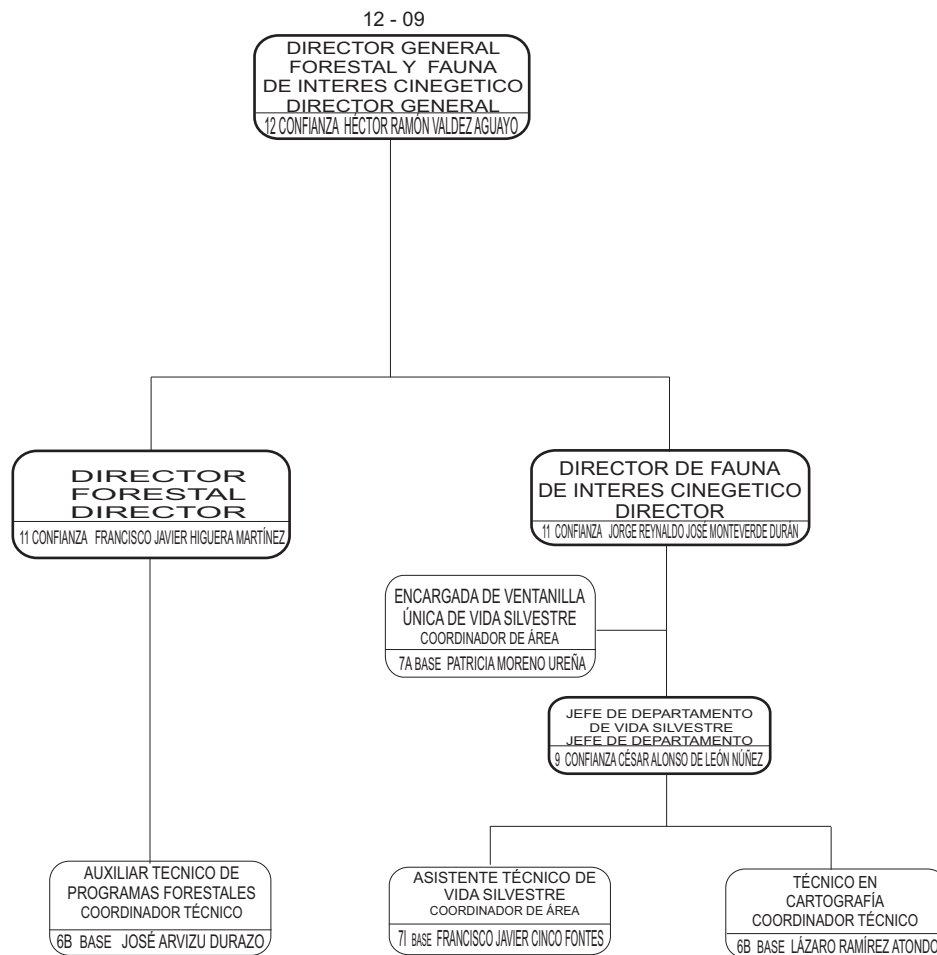 12 - 09
DIRECTOR GENERAL
FORESTAL Y FAUNA
DE INTERES CINEGETICO
DIRECTOR GENERAL
12 CONFIANZA HÉCTOR RAMÓN VALDEZ AGUAYO
DIRECTOR
FORESTAL
DIRECTOR
11 CONFIANZA FRANCISCO JAVIER HIGUERA MARTÍNEZ
DIRECTOR DE FAUNA
DE INTERES CINEGETICO
DIRECTOR
11 CONFIANZA JORGE REYNALDO JOSÉ MONTEVERDE DURÁN
ENCARGADA DE VENTANILLA
ÚNICA DE VIDA SILVESTRE
COORDINADOR DE ÁREA
7A BASE PATRICIA MORENO UREÑA
JEFE DE DEPARTAMENTO
DE VIDA SILVESTRE
JEFE DE DEPARTAMENTO
9 CONFIANZA CÉSAR ALONSO DE LEÓN NÚÑEZ
AUXILIAR TECNICO DE
PROGRAMAS FORESTALES
COORDINADOR TÉCNICO
6B BASE JOSÉ ARVIZU DURAZO
ASISTENTE TÉCNICO DE
VIDA SILVESTRE
COORDINADOR DE ÁREA
7I BASE FRANCISCO JAVIER CINCO FONTES
TÉCNICO EN
CARTOGRAFÍA
COORDINADOR TÉCNICO
6B BASE LÁZARO RAMÍREZ ATONDO